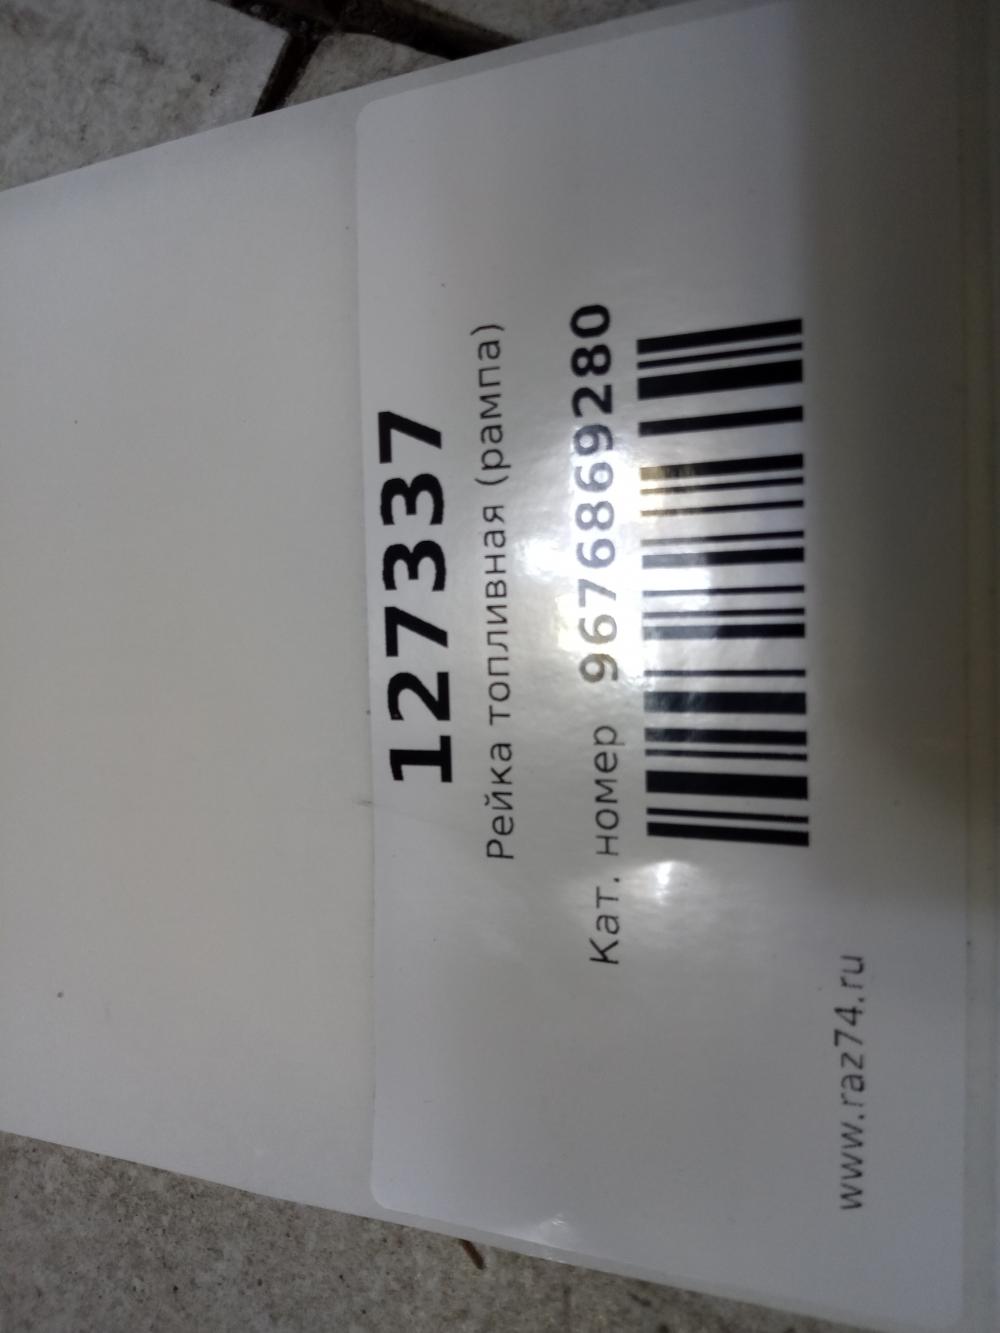 127337
Рейка топливная (рампа)
Кат. номер 9676869280
www.raz74.ru